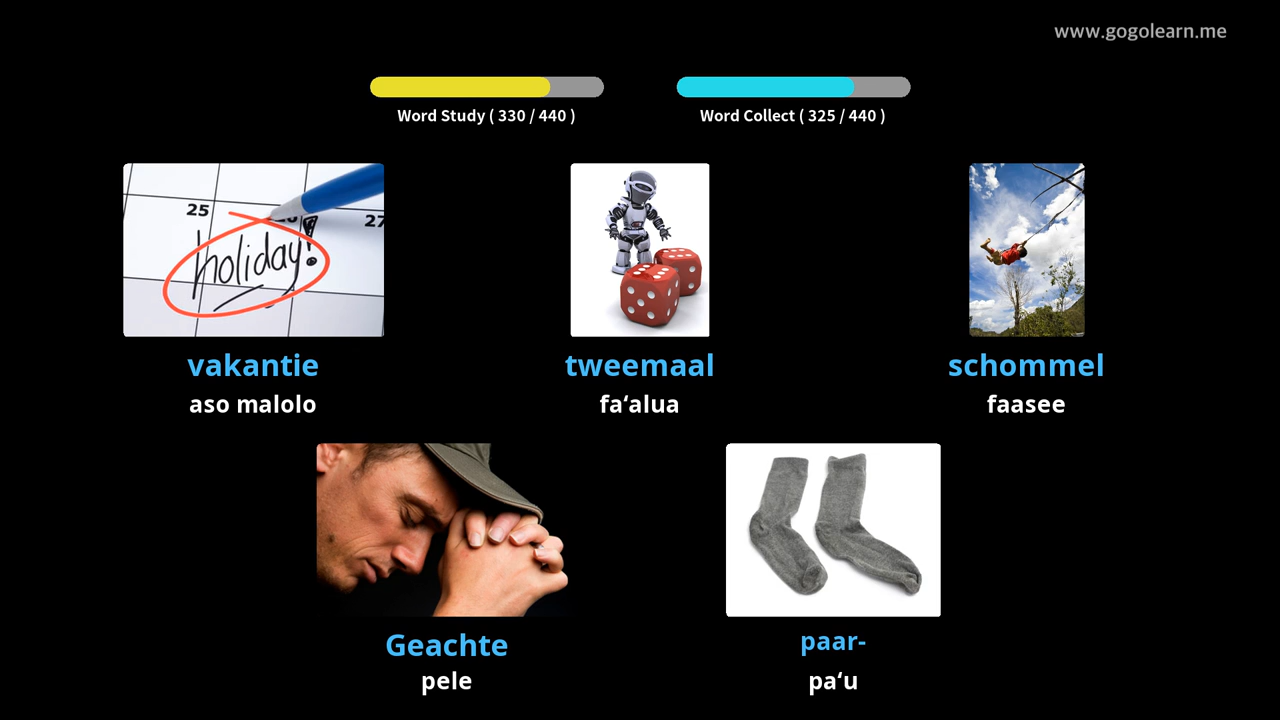 www.gogolearn.me
Word Study ( 330 / 440 )
Word Collect ( 325 / 440 )
25
27
holiday!
vakantie
tweemaal
schommel
aso malolo
fa‘alua
faasee
Geachte
paar-
pele
pa‘u